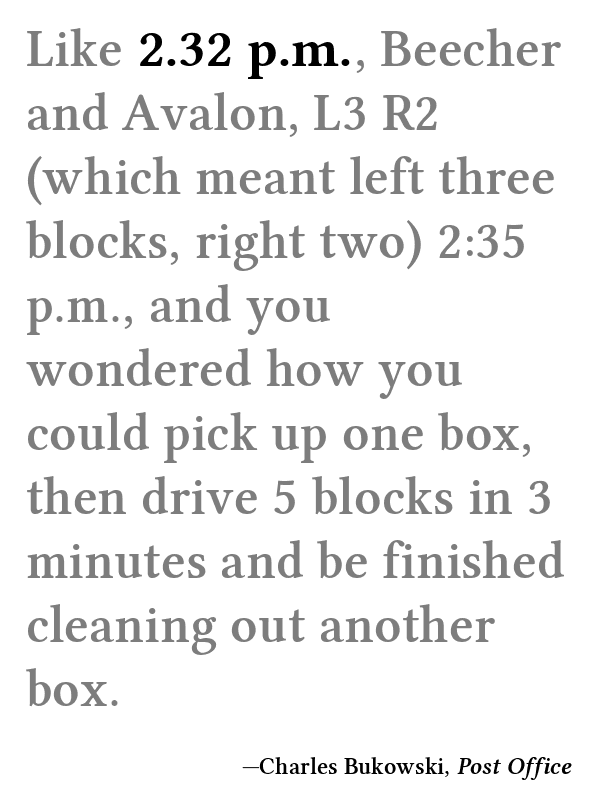 Like 2.32 p.m., Beecher
and Avalon, L3 R2
(which meant left three
blocks, right two) 2:35
p.m., and you
wondered how you
could pick up one box,
then drive 5 blocks in 3
minutes and be finished
cleaning out another
box.
—Charles Bukowski, Post Office